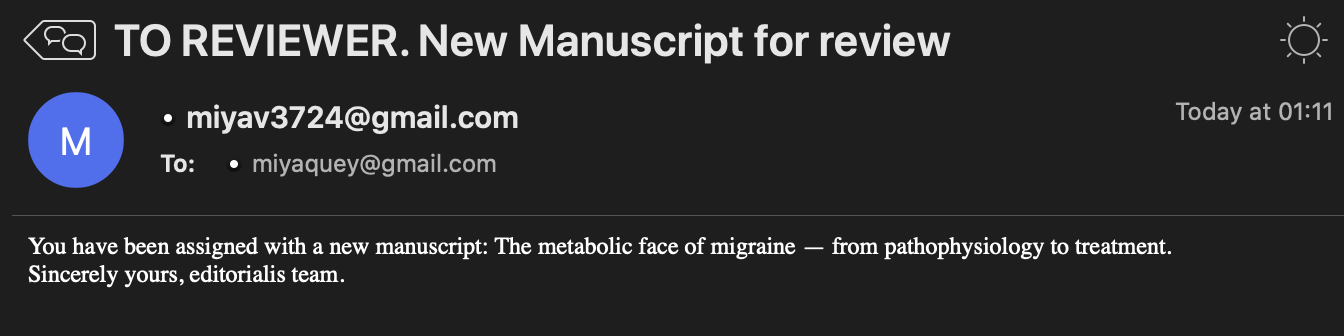 TO REVIEWER. New Manuscript for review
M
• miyav3724@gmail.com
Today at 01:11
To: • miyaquey@gmail.com
You have been assigned with a new manuscript: The metabolic face of migraine — from pathophysiology to treatment.
Sincerely yours, editorialis team.